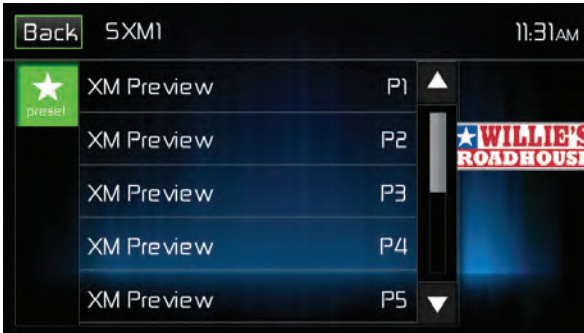 Back SXM1 11:31AM
preset
XM Preview P1
XM Preview P2
XM Preview P3
XM Preview P4
XM Preview P5
WILLIE'S
ROADHOUSE